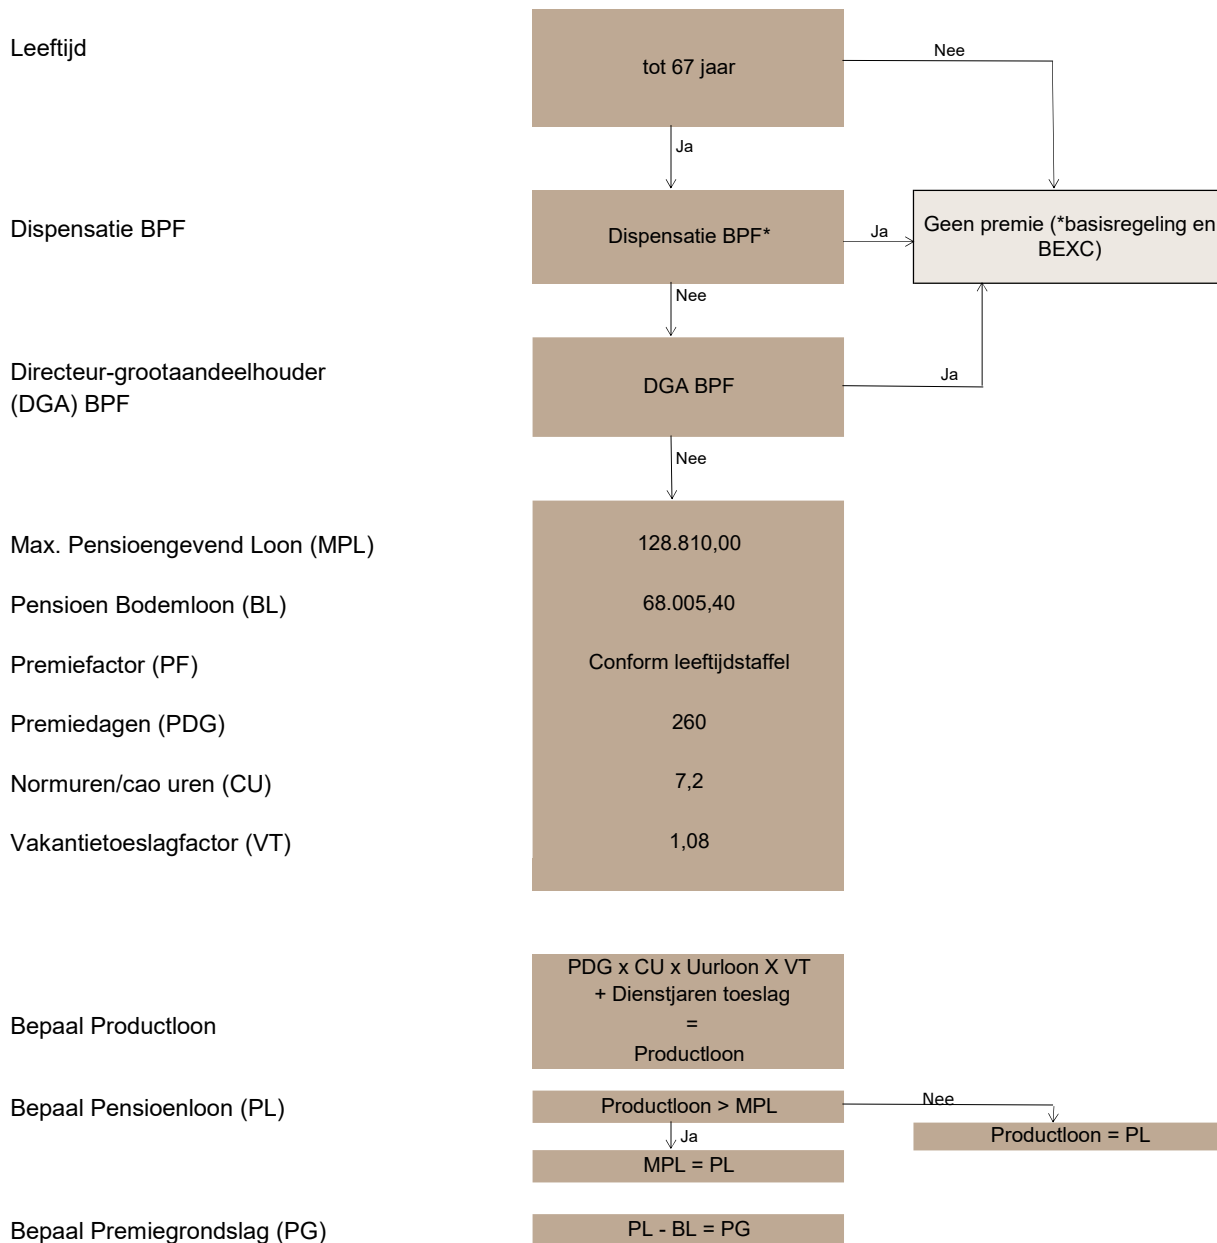 Leeftijd
tot 67 jaar
Nee
Ja
Dispensatie BPF
Dispensatie BPF*
Ja
Geen premie (*basisregeling en
BEXC)
Nee
Directeur-grootaandeelhouder
(DGA) BPF
DGA BPF
Ja
Nee
Max. Pensioengevend Loon (MPL)
128.810,00
Pensioen Bodemloon (BL)
68.005,40
Premiefactor (PF)
Conform leeftijdstaffel
Premiedagen (PDG)
260
Normuren/cao uren (CU)
7,2
Vakantietoeslagfactor (VT)
1,08
Bepaal Productloon
PDG x CU x Uurloon X VT
+ Dienstjaren toeslag
=
Productloon
Bepaal Pensioenloon (PL)
Productloon > MPL
Nee
Ja
Productloon = PL
MPL = PL
Bepaal Premiegrondslag (PG)
PL - BL = PG